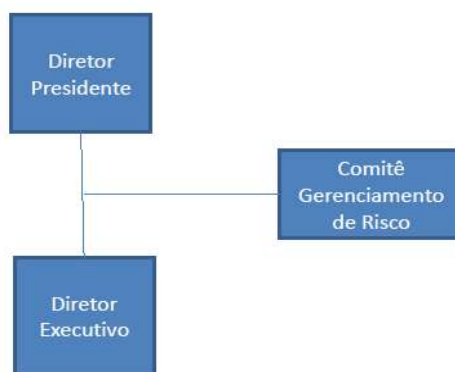 Diretor
Presidente
Comitê
Gerenciamento
de Risco
Diretor
Executivo